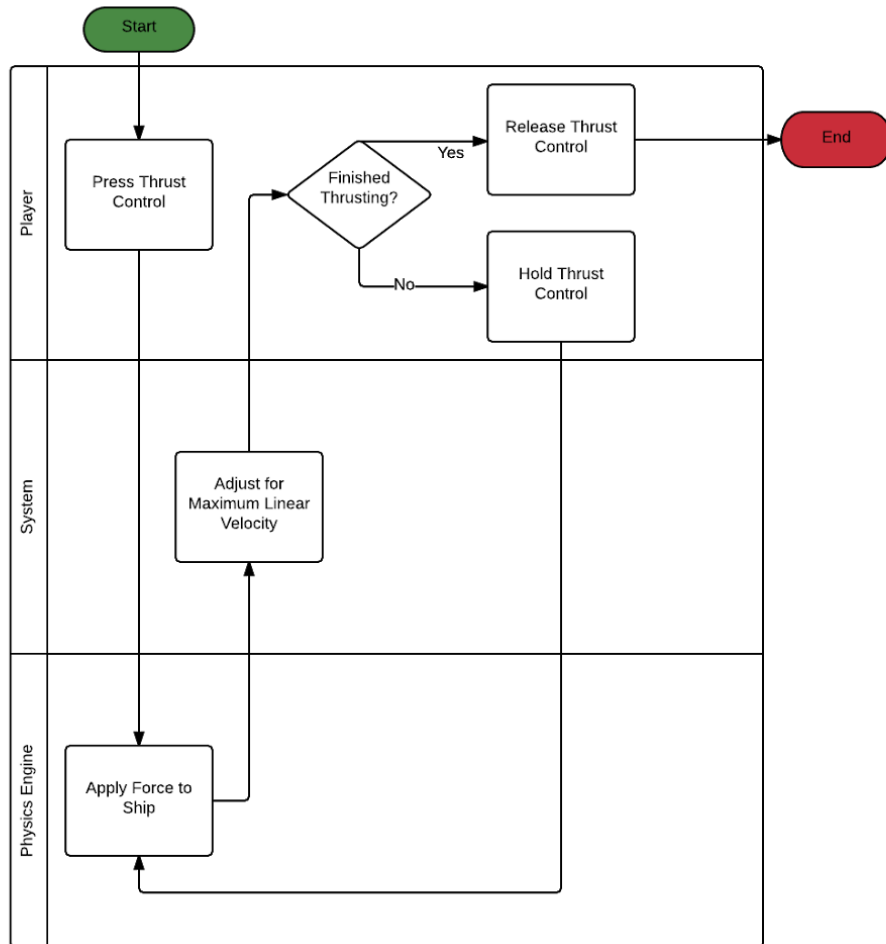 Start
Player
Press Thrust
Control
Finished
Thrusting?
Yes
No
Release Thrust
Control
Hold Thrust
Control
End
System
Adjust for
Maximum Linear
Velocity
Physics Engine
Apply Force to
Ship